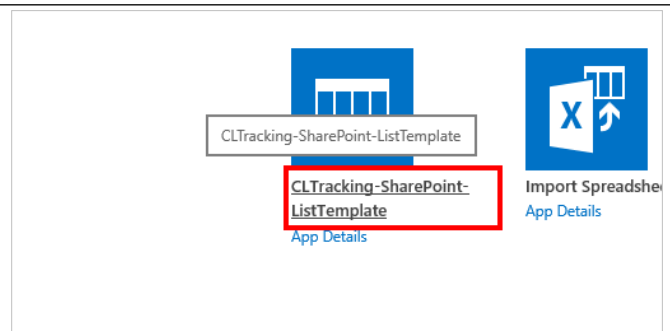 CLTracking-SharePoint-ListTemplate
X
CLTracking-SharePoint-
ListTemplate
App Details
Import Spreadshe
App Details